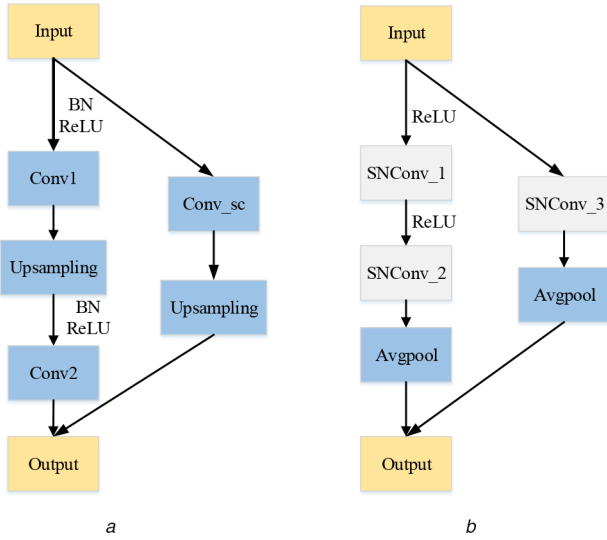 Input
BN
ReLU
Conv1
Conv_sc
Upsampling
Upsampling
BN
ReLU
Conv2
Output
a
Input
ReLU
SNConv_1
SNConv_3
ReLU
SNConv_2
Avgpool
Avgpool
Output
b